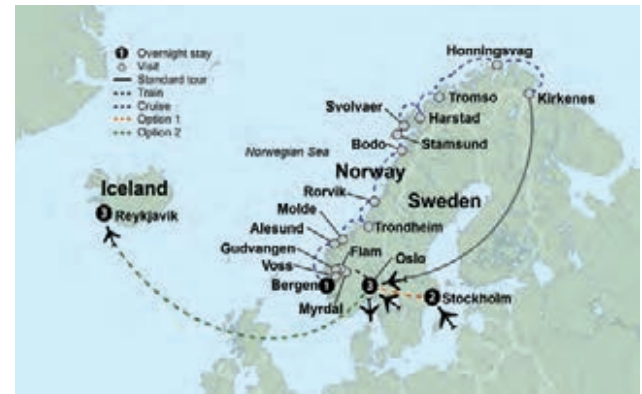 1 Overnight stay
Visit
Standard tour
Train
Cruise
Option 1
Option 2
Honningsvag
Tromso
Kirkenes
Svolvaer
Harstad
Bodo
Stamsund
Norwegian Sea
Norway
Rorvik
Sweden
Iceland
3 Reykjavik
Molde
Alesund
Trondheim
Gudvangen
Flam
Voss
Oslo
Bergen 1
3
2 Stockholm
Myrdal